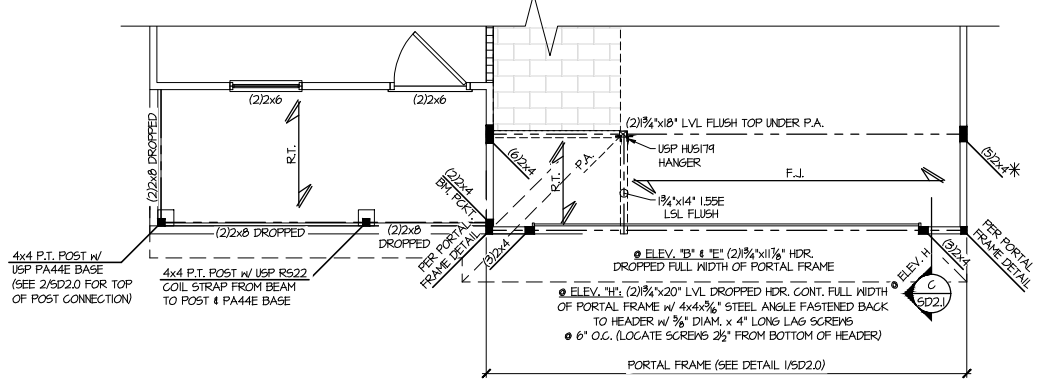 (2)2x6
(2)2x6
(2)2x8 DROPPED
R.T.
(2)1¾"x18" LVL FLUSH TOP UNDER P.A.
USP HUS179
HANGER
(6)2x4
R.T.
P.A.
F.J.
(5)2x4*
(2)2x4
BM. PCKT.
1¾"x14" 1.55E
LSL FLUSH
(2)2x8 DROPPED
(2)2x8
DROPPED
PER PORTAL
FRAME DETAIL
(3)2x4
(3)2x4
PER PORTAL
FRAME DETAIL
4x4 P.T. POST W/
USP PA44E BASE
(SEE 2/SD2.0 FOR TOP
OF POST CONNECTION)
4x4 P.T. POST W/ USP RS22
COIL STRAP FROM BEAM
TO POST & PA44E BASE
@ ELEV. "B" & "E" (2)1¾"x11⅞" HDR.
DROPPED FULL WIDTH OF PORTAL FRAME
@ ELEV. H
C
SD2.1
@ ELEV. "H": (2)1¾"x20" LVL DROPPED HDR. CONT. FULL WIDTH
OF PORTAL FRAME W/ 4x4x5/16" STEEL ANGLE FASTENED BACK
TO HEADER W/ ⅝" DIAM. x 4" LONG LAG SCREWS
@ 6" O.C. (LOCATE SCREWS 2½" FROM BOTTOM OF HEADER)
PORTAL FRAME (SEE DETAIL 1/SD2.0)